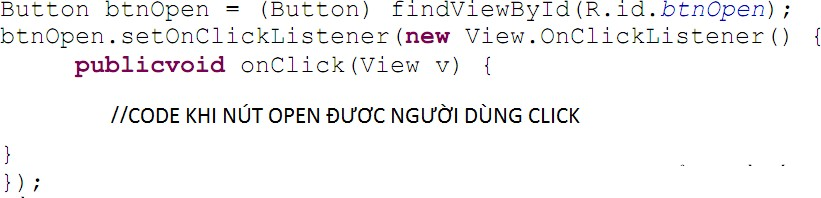 Button btnOpen = (Button) findViewById(R.id.btnOpen);
btnOpen.setOnClickListener(new View.OnClickListener() {
publicvoid onClick(View v) {
//CODE KHI NÚT OPEN ĐƯƠC NGƯỜI DÙNG CLICK
}
});